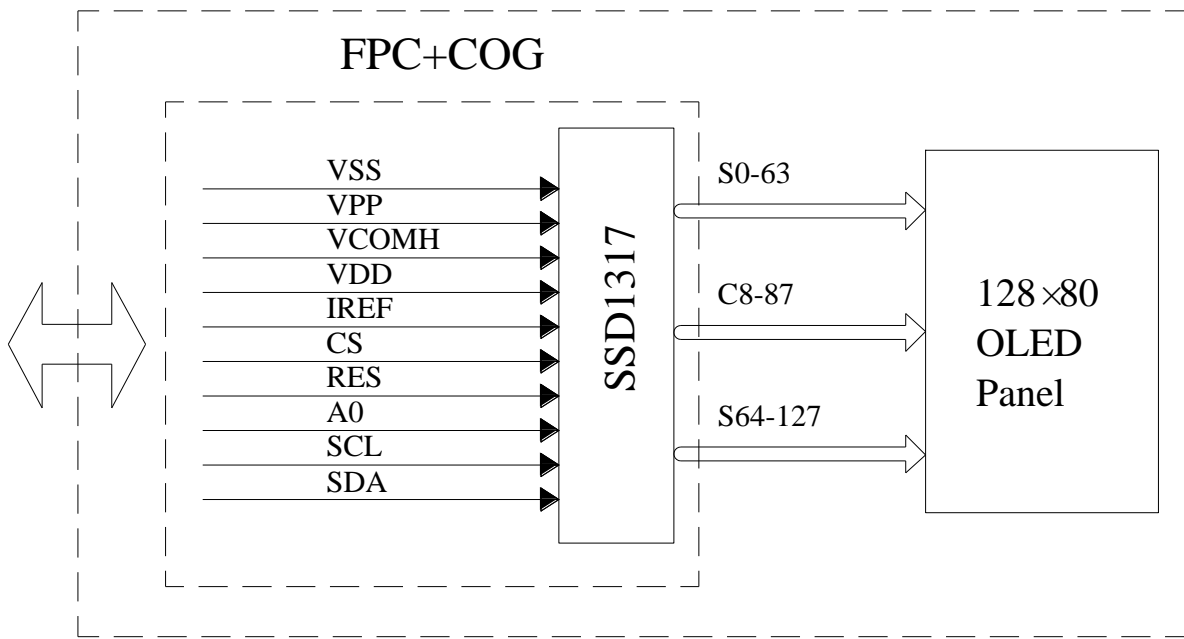 FPC+COG
VSS
VPP
VCOMH
VDD
IREF
CS
RES
A0
SCL
SDA
SSD1317
S0-63
C8-87
S64-127
128×80
OLED
Panel